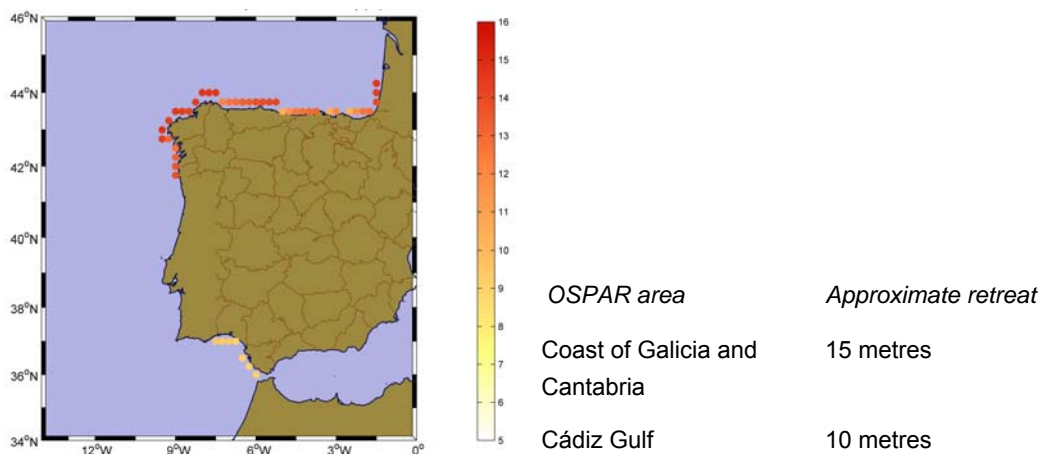 46°N
44°N
42°N
40°N
38°N
36°N
34°N
12°W 9°W 6°W 3°W 0°
16
15
14
13
12
11
10
9
8
7
6
5
OSPAR area Approximate retreat
Coast of Galicia and 15 metres
Cantabria
Cádiz Gulf 10 metres